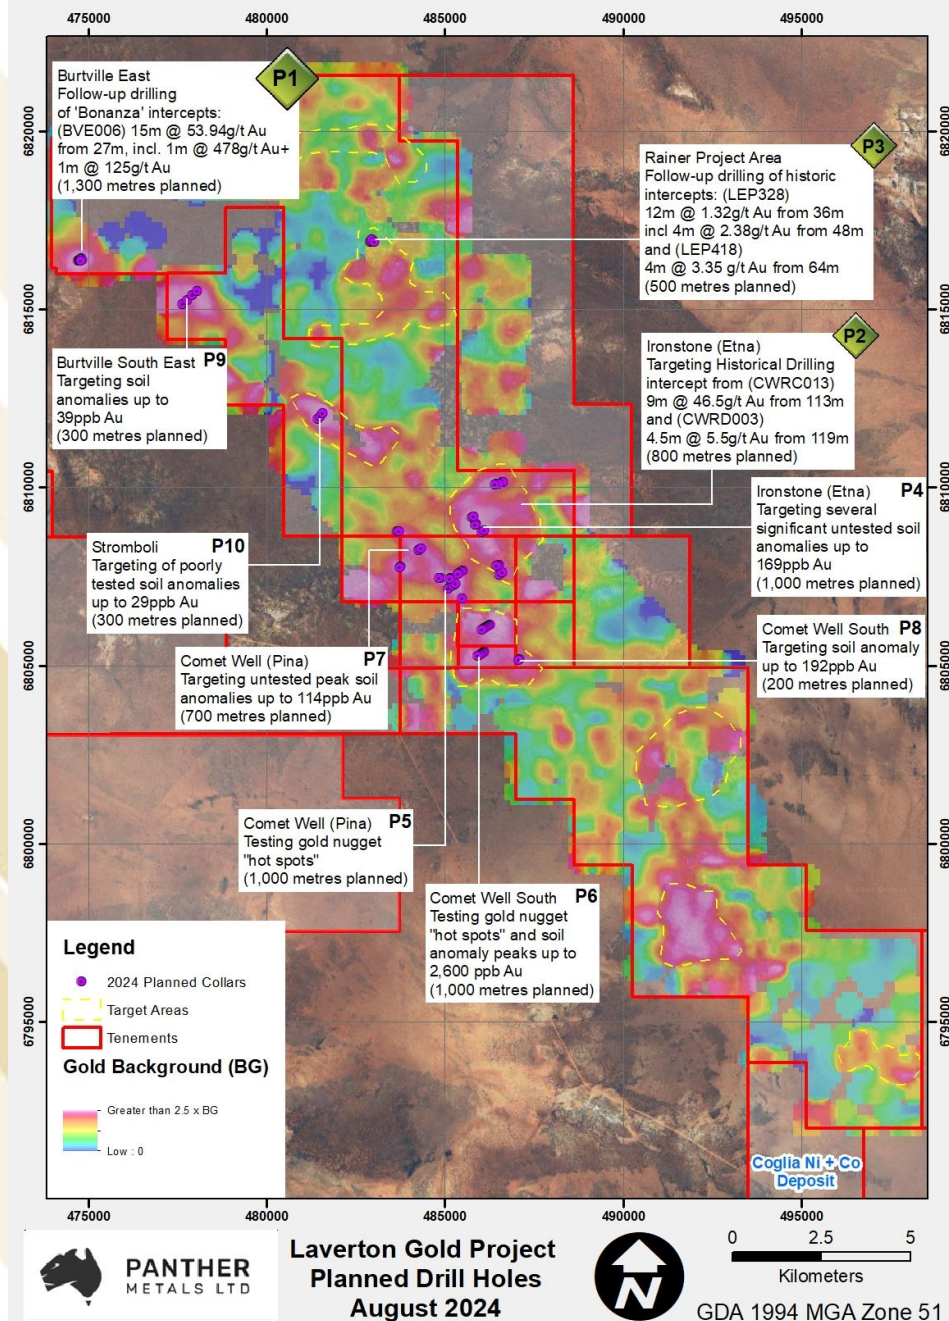 475000
480000
485000
490000
495000
6820000
6815000
6810000
6805000
6800000
6795000
6820000
6815000
6810000
6805000
6800000
6795000
P1
Burtville East
Follow-up drilling
of 'Bonanza' intercepts:
(BVE006) 15m @ 53.94g/t Au
from 27m, incl. 1m @ 478g/t Au+
1m @ 125g/t Au
(1,300 metres planned)
P3
Rainer Project Area
Follow-up drilling of historic
intercepts: (LEP328)
12m @ 1.32g/t Au from 36m
incl 4m @ 2.38g/t Au from 48m
and (LEP418)
4m @ 3.35 g/t Au from 64m
(500 metres planned)
P2
Ironstone (Etna)
Targeting Historical Drilling
intercept from (CWRC013)
9m @ 46.5g/t Au from 113m
and (CWRD003)
4.5m @ 5.5g/t Au from 119m
(800 metres planned)
Burtville South East P9
Targeting soil
anomalies up to
39ppb Au
(300 metres planned)
P4
Ironstone (Etna)
Targeting several
significant untested soil
anomalies up to
169ppb Au
(1,000 metres planned)
Stromboli P10
Targeting of poorly
tested soil anomalies
up to 29ppb Au
(300 metres planned)
Comet Well South P8
Targeting soil anomaly
up to 192ppb Au
(200 metres planned)
Comet Well (Pina) P7
Targeting untested peak soil
anomalies up to 114ppb Au
(700 metres planned)
Comet Well (Pina) P5
Testing gold nugget
"hot spots"
(1,000 metres planned)
Comet Well South P6
Testing gold nugget
"hot spots" and soil
anomaly peaks up to
2,600 ppb Au
(1,000 metres planned)
Legend
2024 Planned Collars
Target Areas
Tenements
Gold Background (BG)
Greater than 2.5 x BG
Low : 0
Coglia Ni + Co
Deposit
475000
480000
485000
490000
495000
PANTHER
METALS LTD
Laverton Gold Project
Planned Drill Holes
August 2024
N
0 2.5 5
Kilometers
GDA 1994 MGA Zone 51